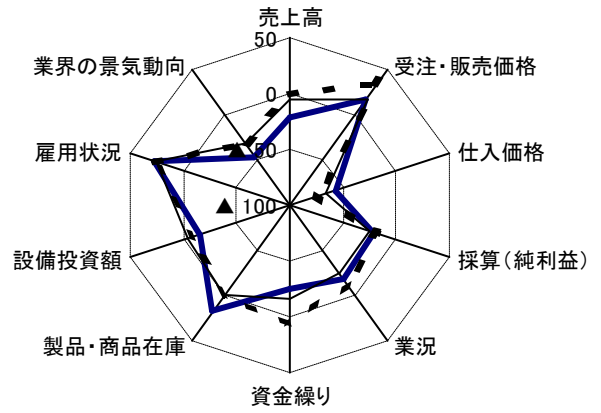 売上高
50
業界の景気動向
受注・販売価格
0
雇用状況
▲ 50
仕入価格
▲ 100
設備投資額
採算(純利益)
製品・商品在庫
業況
資金繰り